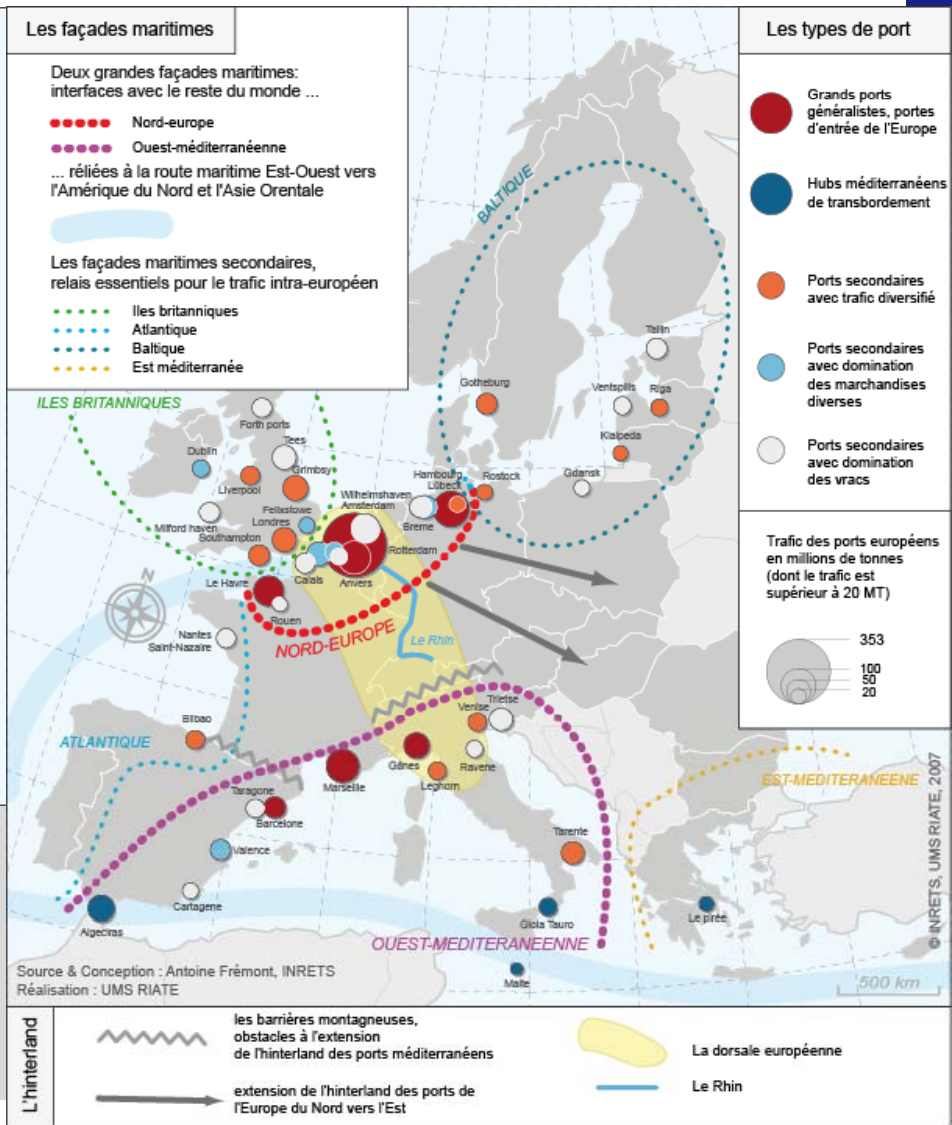 Les façades maritimes
Deux grandes façades maritimes:
interfaces avec le reste du monde ...
Nord-europe
Ouest-méditerranéenne
... réliées à la route maritime Est-Ouest vers
l'Amérique du Nord et l'Asie Orientale
Les façades maritimes secondaires,
relais essentiels pour le trafic intra-européen
Iles britanniques
Atlantique
Baltique
Est méditerranée
Les types de port
Grands ports
généralistes, portes
d'entrée de l'Europe
Hubs méditerranéens
de transbordement
Ports secondaires
avec trafic diversifié
Ports secondaires
avec domination
des marchandises
diverses
Ports secondaires
avec domination
des vracs
Trafic des ports européens
en millions de tonnes
(dont le trafic est
supérieur à 20 MT)
353
100
50
20
BALTIQUE
Tallin
Gotheburg
Ventspills
Riga
Klaipeda
ILES BRITANNIQUES
Forth ports
Tees
Dublin
Grimsby
Liverpool
Hambourg
Lübeck
Rostock
Gdansk
Wilhelmshaven
Amsterdam
Felixstowe
Breme
Milford haven
Londres
Southampton
Rotterdam
Calais
Anvers
Le Havre
Rouen
N
NORD-EUROPE
Le Rhin
Nantes
Saint-Nazaire
Bilbao
Venise
Trietse
ATLANTIQUE
Gênes
Ravene
Marseille
Leghorn
EST-MEDITERANEENE
Taragone
Barcelone
Valence
Tarente
Cartagene
Algeciras
Gioia Tauro
Le pirée
OUEST-MEDITERANEENNE
Malte
Source & Conception : Antoine Frémont, INRETS
Réalisation : UMS RIATE
500 km
© INRETS, UMS RIATE, 2007
L'hinterland
les barrières montagneuses,
obstacles à l'extension
de l'hinterland des ports méditerranéens
extension de l'hinterland des ports de
l'Europe du Nord vers l'Est
La dorsale européenne
Le Rhin